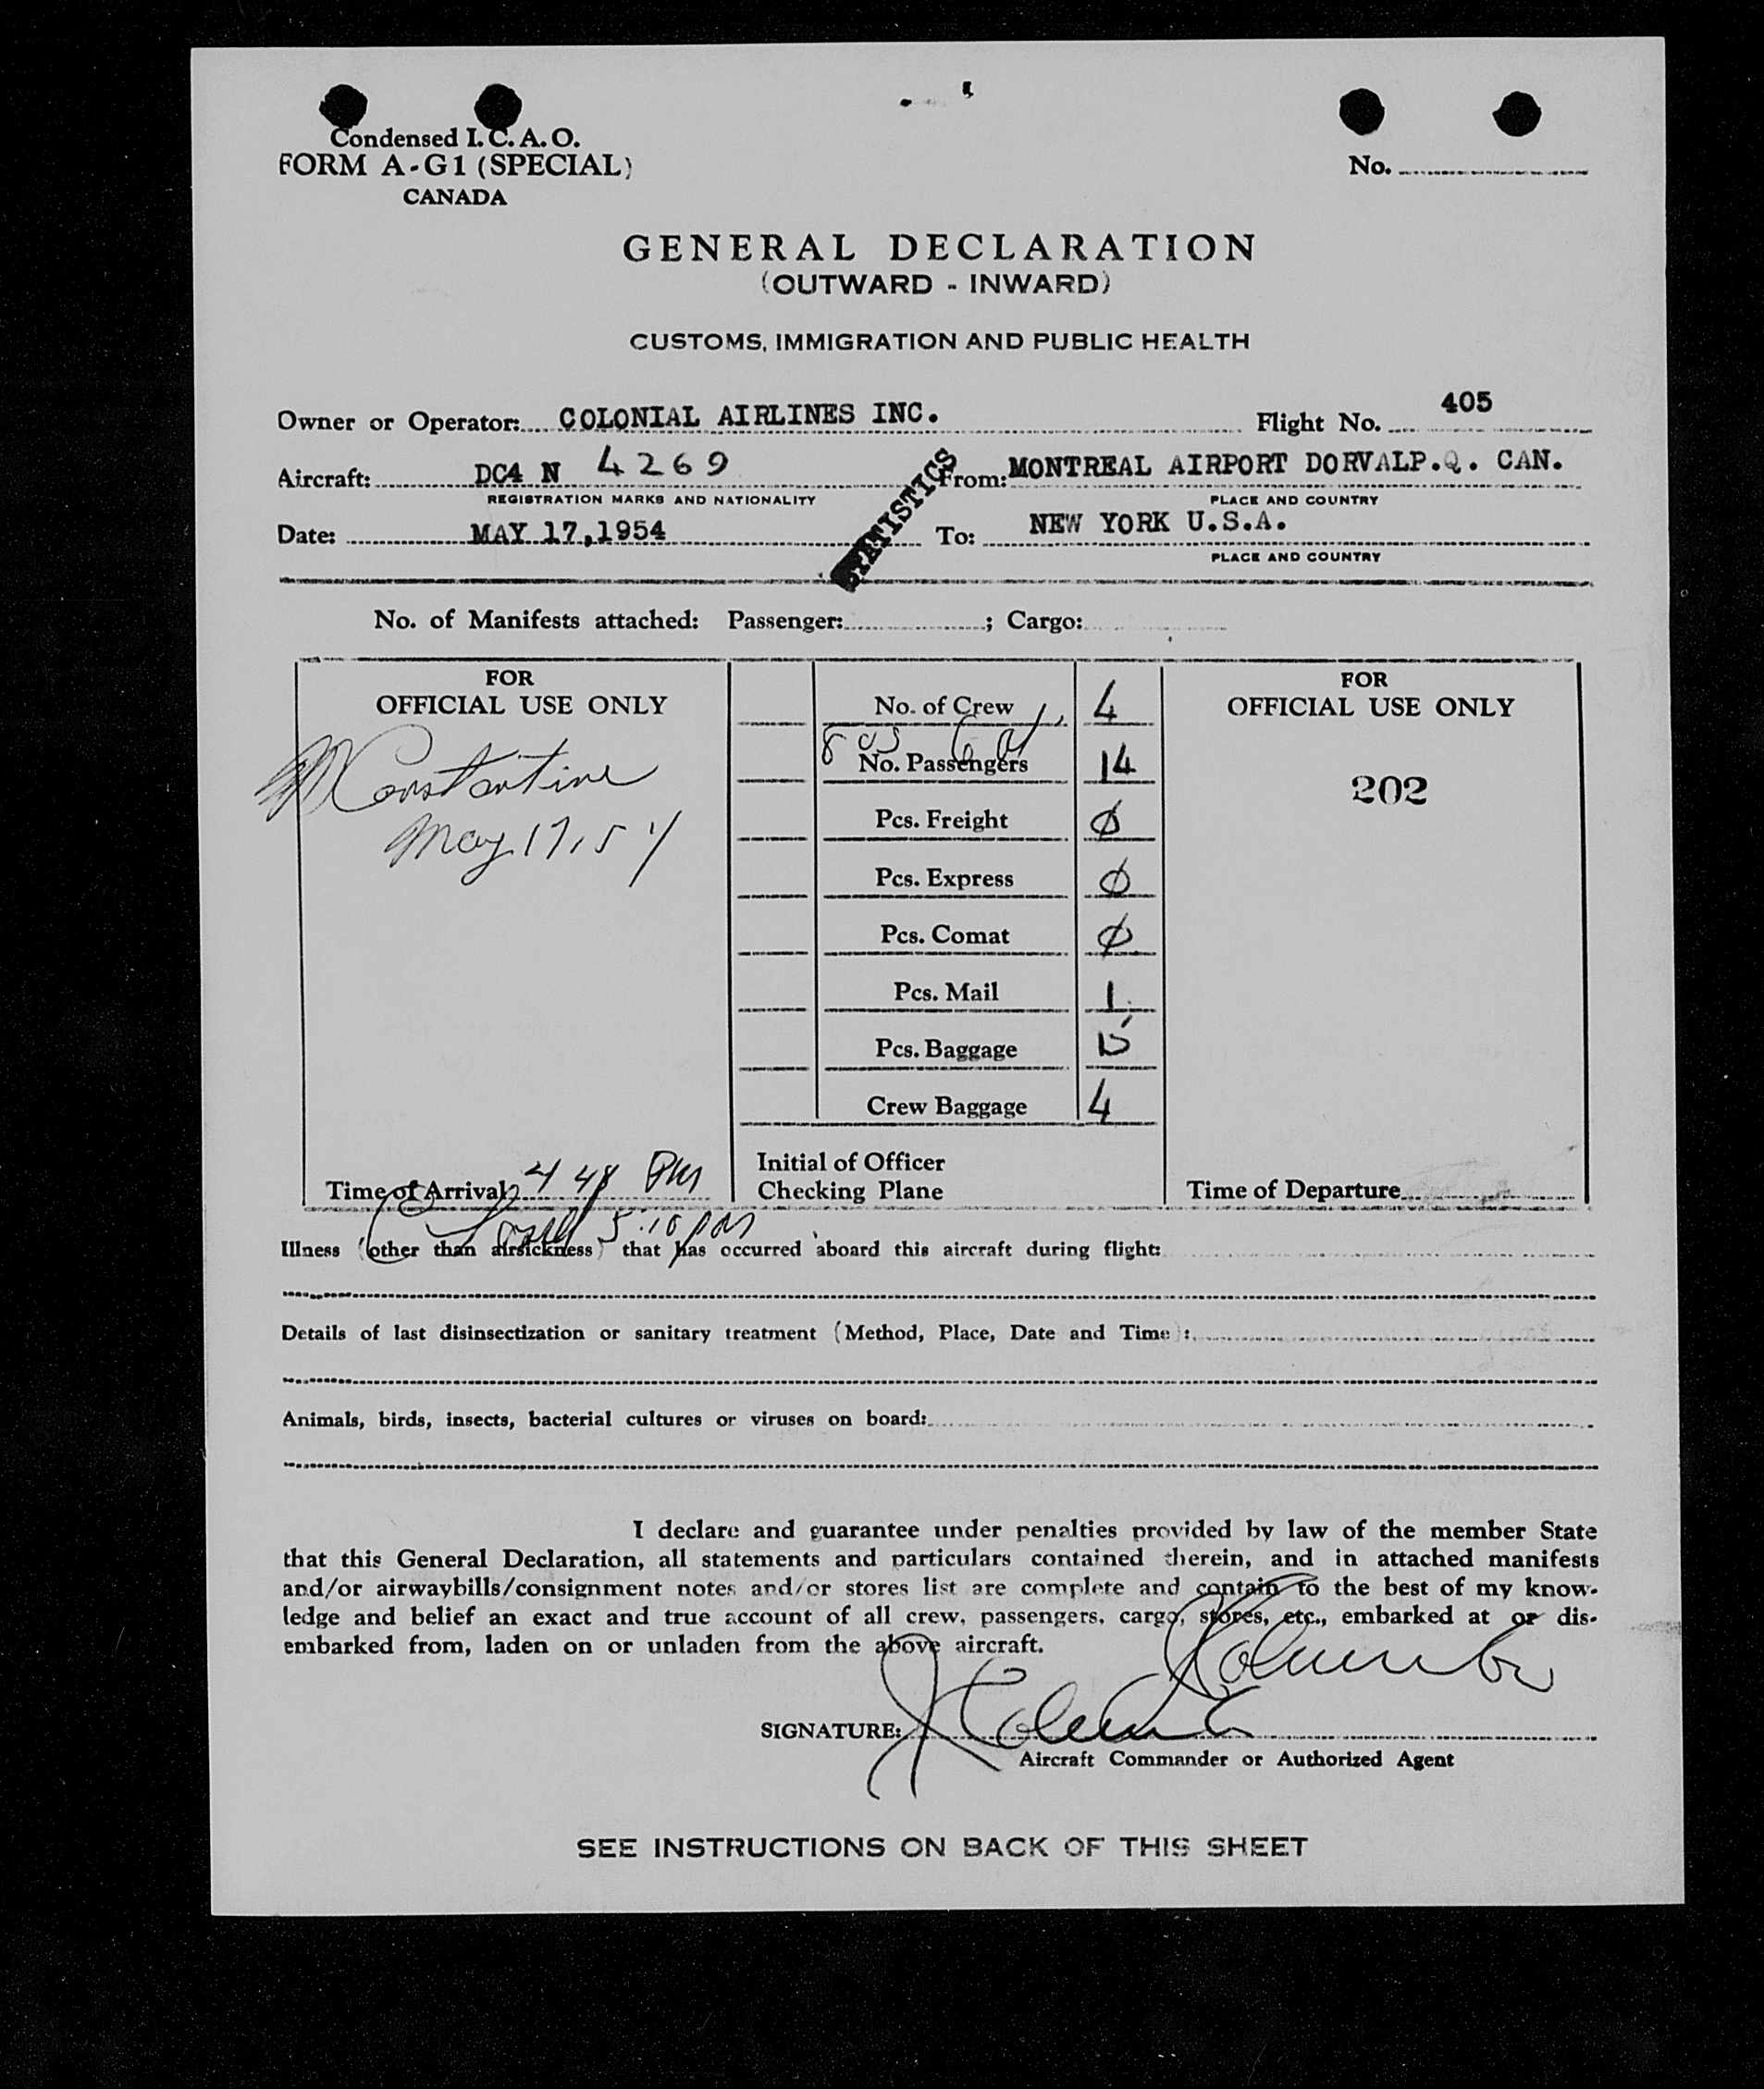 Condensed I. C. A. O.
FORM A-G1 (SPECIAL)
CANADA
No.
GENERAL DECLARATION
(OUTWARD - INWARD)
CUSTOMS, IMMIGRATION AND PUBLIC HEALTH
Owner or Operator: COLONIAL AIRLINES INC. Flight No. 405
Aircraft: DC4 N 4269 From: MONTREAL AIRPORT DORVALP.Q. CAN.
REGISTRATION MARKS AND NATIONALITY PLACE AND COUNTRY
STATISTICS
Date: MAY 17,1954 To: NEW YORK U.S.A.
PLACE AND COUNTRY
No. of Manifests attached: Passenger: ; Cargo:
FOR
OFFICIAL USE ONLY
M Constantine
May 17, 54
Time of Arrival 4 48 PM
No. of Crew 4
8 us 6
No. Passengers 14
Pcs. Freight Ø
Pcs. Express Ø
Pcs. Comat Ø
Pcs. Mail 1
Pcs. Baggage 15
Crew Baggage 4
Initial of Officer
Checking Plane
FOR
OFFICIAL USE ONLY
202
Time of Departure
5:10 pm
Illness (other than airsickness) that has occurred aboard this aircraft during flight:
Details of last disinsectization or sanitary treatment (Method, Place, Date and Time):
Animals, birds, insects, bacterial cultures or viruses on board:
I declare and guarantee under penalties provided by law of the member State
that this General Declaration, all statements and particulars contained therein, and in attached manifests
and/or airwaybills/consignment notes and/or stores list are complete and contain to the best of my know-
ledge and belief an exact and true account of all crew, passengers, cargo, stores, etc., embarked at or dis-
embarked from, laden on or unladen from the above aircraft.
SIGNATURE:
Aircraft Commander or Authorized Agent
SEE INSTRUCTIONS ON BACK OF THIS SHEET